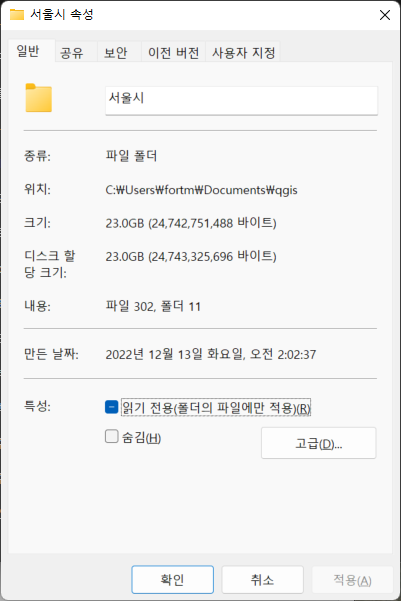 서울시 속성
일반 공유 보안 이전 버전 사용자 지정
서울시
종류: 파일 폴더
위치: C:₩Users₩fortm₩Documents₩qgis
크기: 23.0GB (24,742,751,488 바이트)
디스크 할 23.0GB (24,743,325,696 바이트)
당 크기:
내용: 파일 302, 폴더 11
만든 날짜: 2022년 12월 13일 화요일, 오전 2:02:37
특성: 읽기 전용(폴더의 파일에만 적용)(R)
숨김(H)
고급(D)...
확인 취소 적용(A)